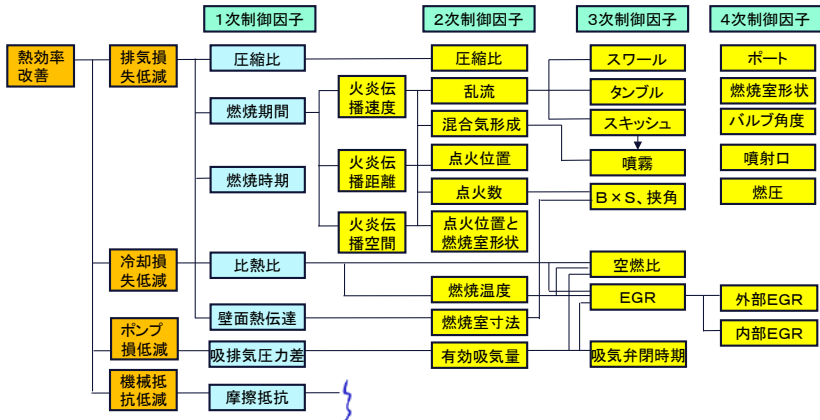 1次制御因子
2次制御因子
3次制御因子
4次制御因子
熱効率
改善
排気損
失低減
圧縮比
圧縮比
スワール
ポート
燃焼期間
火炎伝
播速度
乱流
タンブル
燃焼室形状
混合気形成
スキッシュ
バルブ角度
燃焼時期
火炎伝
播距離
点火位置
噴霧
噴射口
点火数
B×S、挟角
燃圧
火炎伝
播空間
点火位置と
燃焼室形状
冷却損
失低減
比熱比
空燃比
燃焼温度
EGR
外部EGR
壁面熱伝達
燃焼室寸法
内部EGR
ポンプ
損低減
吸排気圧力差
有効吸気量
吸気弁閉時期
機械抵
抗低減
摩擦抵抗